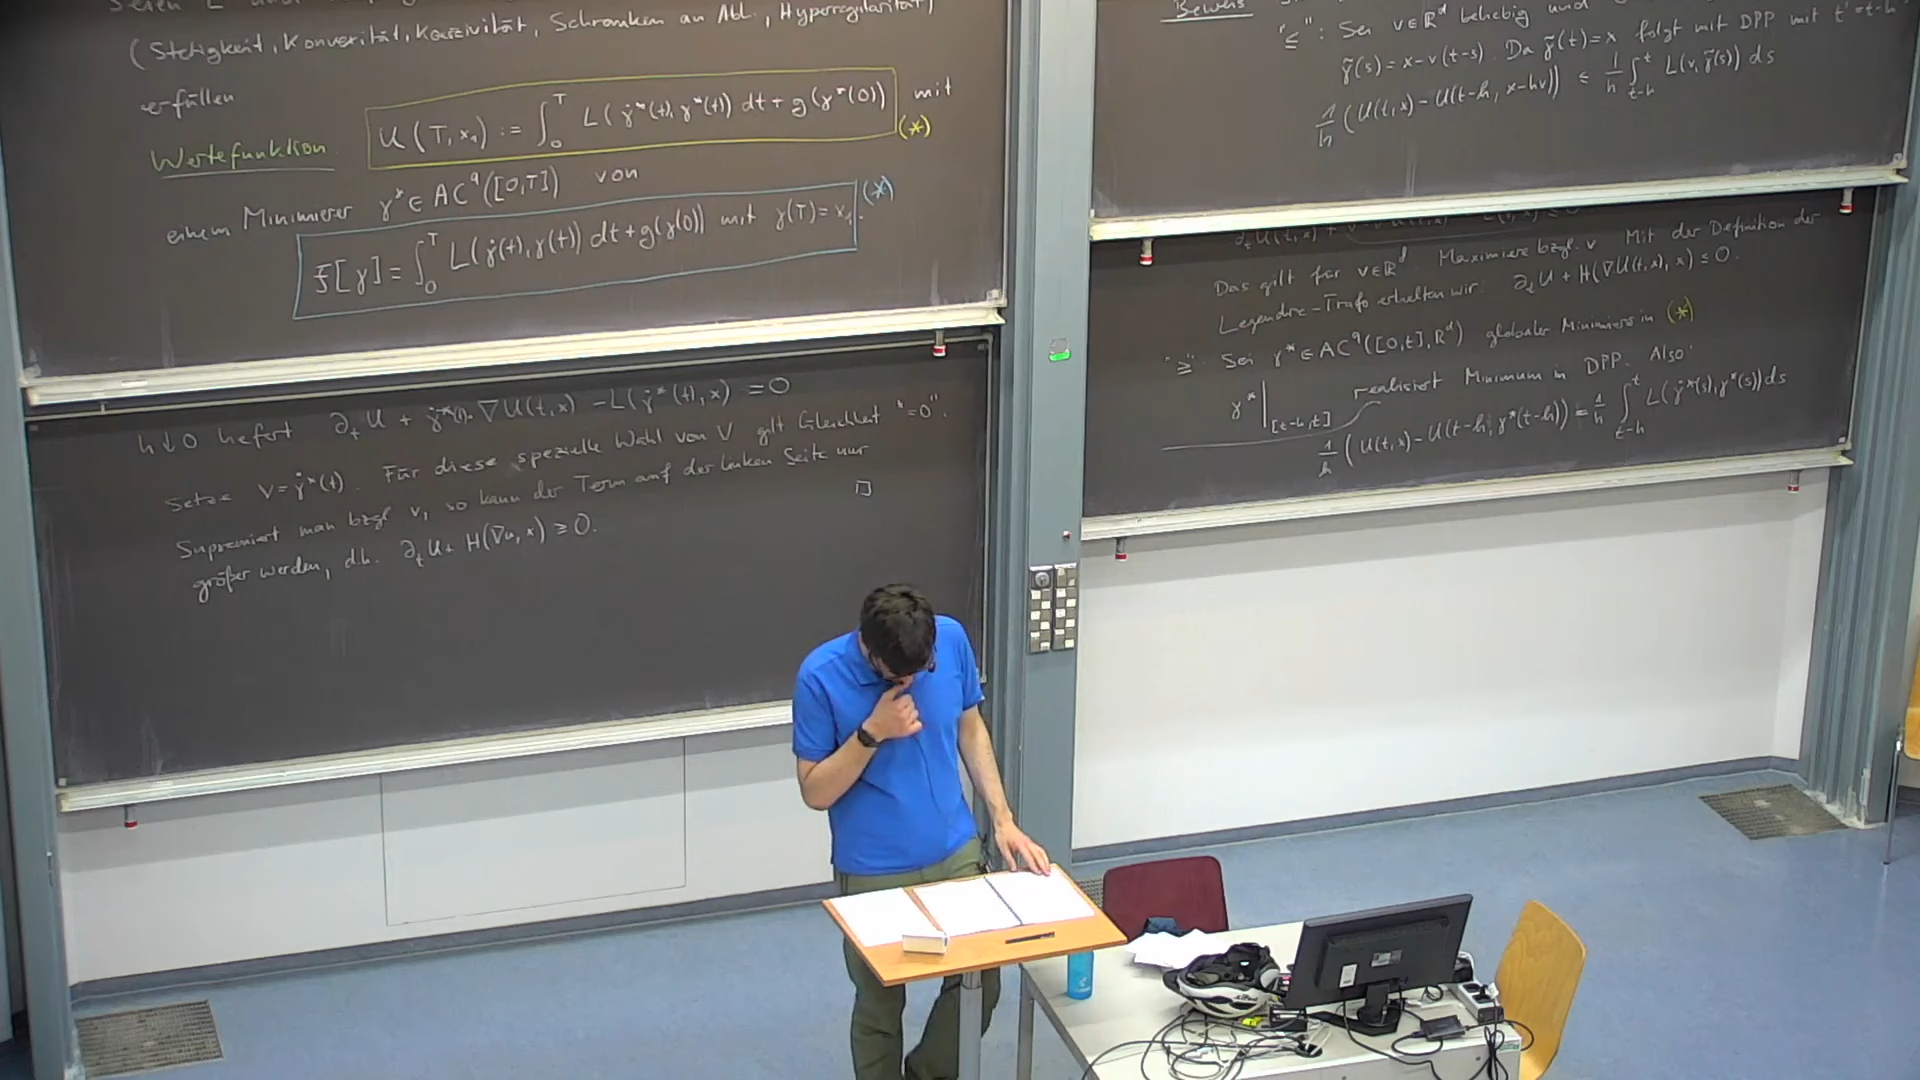 (Stetigkeit, Konvexität, Koerzivität, Schranken an Abl., Hyperregularität)
erfüllen
Wertefunktion U(T, x₁) := ∫₀ᵀ L(γ̇*(t), γ*(t)) dt + g(γ*(0)) mit (*)
einem Minimierer γ* ∈ AC^q([0,T]) von
F[γ] = ∫₀ᵀ L(γ̇(t), γ(t)) dt + g(γ(0)) mit γ(T) = x₁. (*)
h↓0 liefert ∂ₜU + γ̇*(t)·∇U(t,x) - L(γ̇*(t), x) = 0
Setze V = γ̇*(t). Für diese spezielle Wahl von V gilt Gleichheit "=0".
Supremiert man bzgl v, so kann der Term auf der linken Seite nur
größer werden, d.h. ∂ₜU + H(∇u, x) ≥ 0. □
Beweis
"≤": Sei v∈ℝᵈ beliebig und
γ̃(s) = x-v(t-s). Da γ̃(t)=x folgt mit DPP mit t'=t-h
1/h (U(t,x) - U(t-h, x-hv)) ≤ 1/h ∫_{t-h}^t L(v, γ̃(s)) ds
Das gilt für v∈ℝᵈ. Maximiere bzgl. v Mit der Definition der
Legendre-Trafo erhalten wir: ∂ₜU + H(∇U(t,x), x) ≤ 0.
"≥": Sei γ* ∈ AC^q([0,t], ℝᵈ) globaler Minimierer in (*)
γ*|_{[t-h,t]} realisiert Minimum in DPP. Also:
1/h (U(t,x) - U(t-h, γ*(t-h)) = 1/h ∫_{t-h}^t L(γ̇*(s), γ*(s)) ds